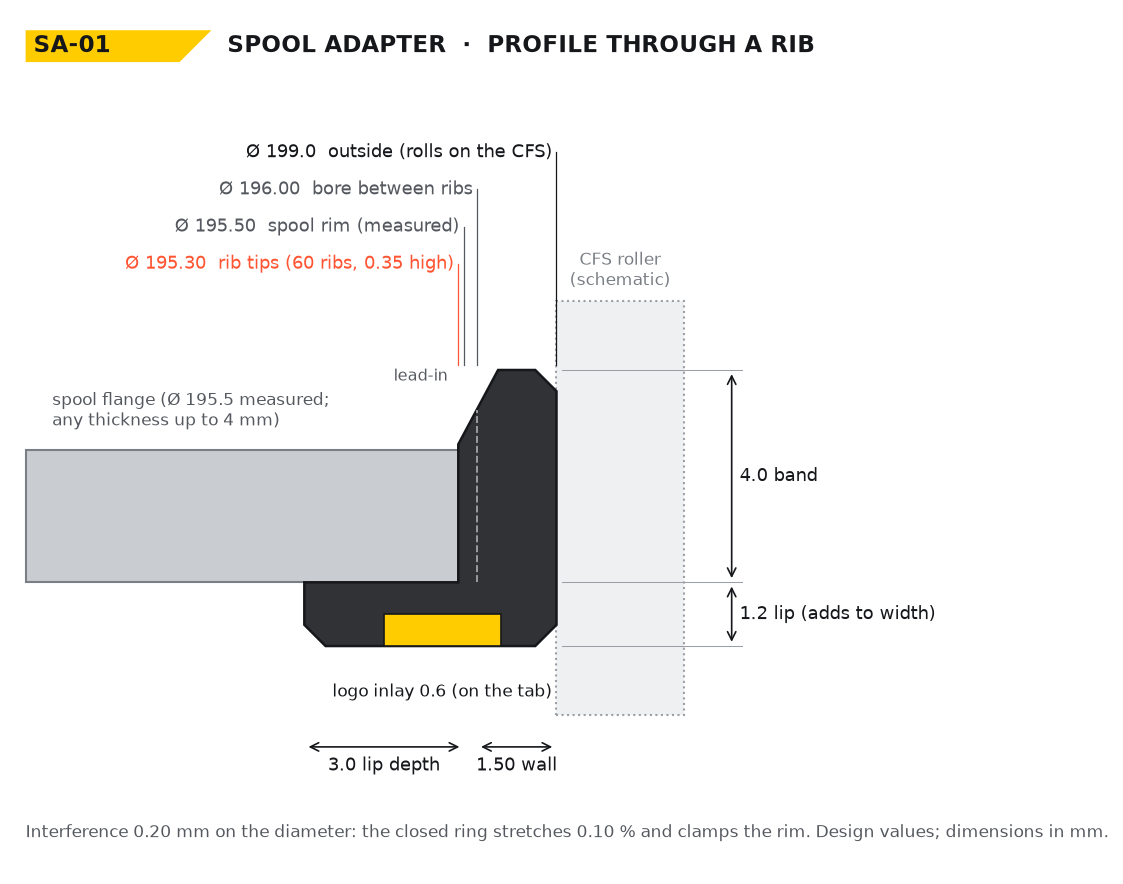 SA-01 SPOOL ADAPTER · PROFILE THROUGH A RIB
Ø 199.0 outside (rolls on the CFS)
Ø 196.00 bore between ribs
Ø 195.50 spool rim (measured)
Ø 195.30 rib tips (60 ribs, 0.35 high)
CFS roller
(schematic)
lead-in
spool flange (Ø 195.5 measured;
any thickness up to 4 mm)
4.0 band
1.2 lip (adds to width)
logo inlay 0.6 (on the tab)
3.0 lip depth
1.50 wall
Interference 0.20 mm on the diameter: the closed ring stretches 0.10 % and clamps the rim. Design values; dimensions in mm.